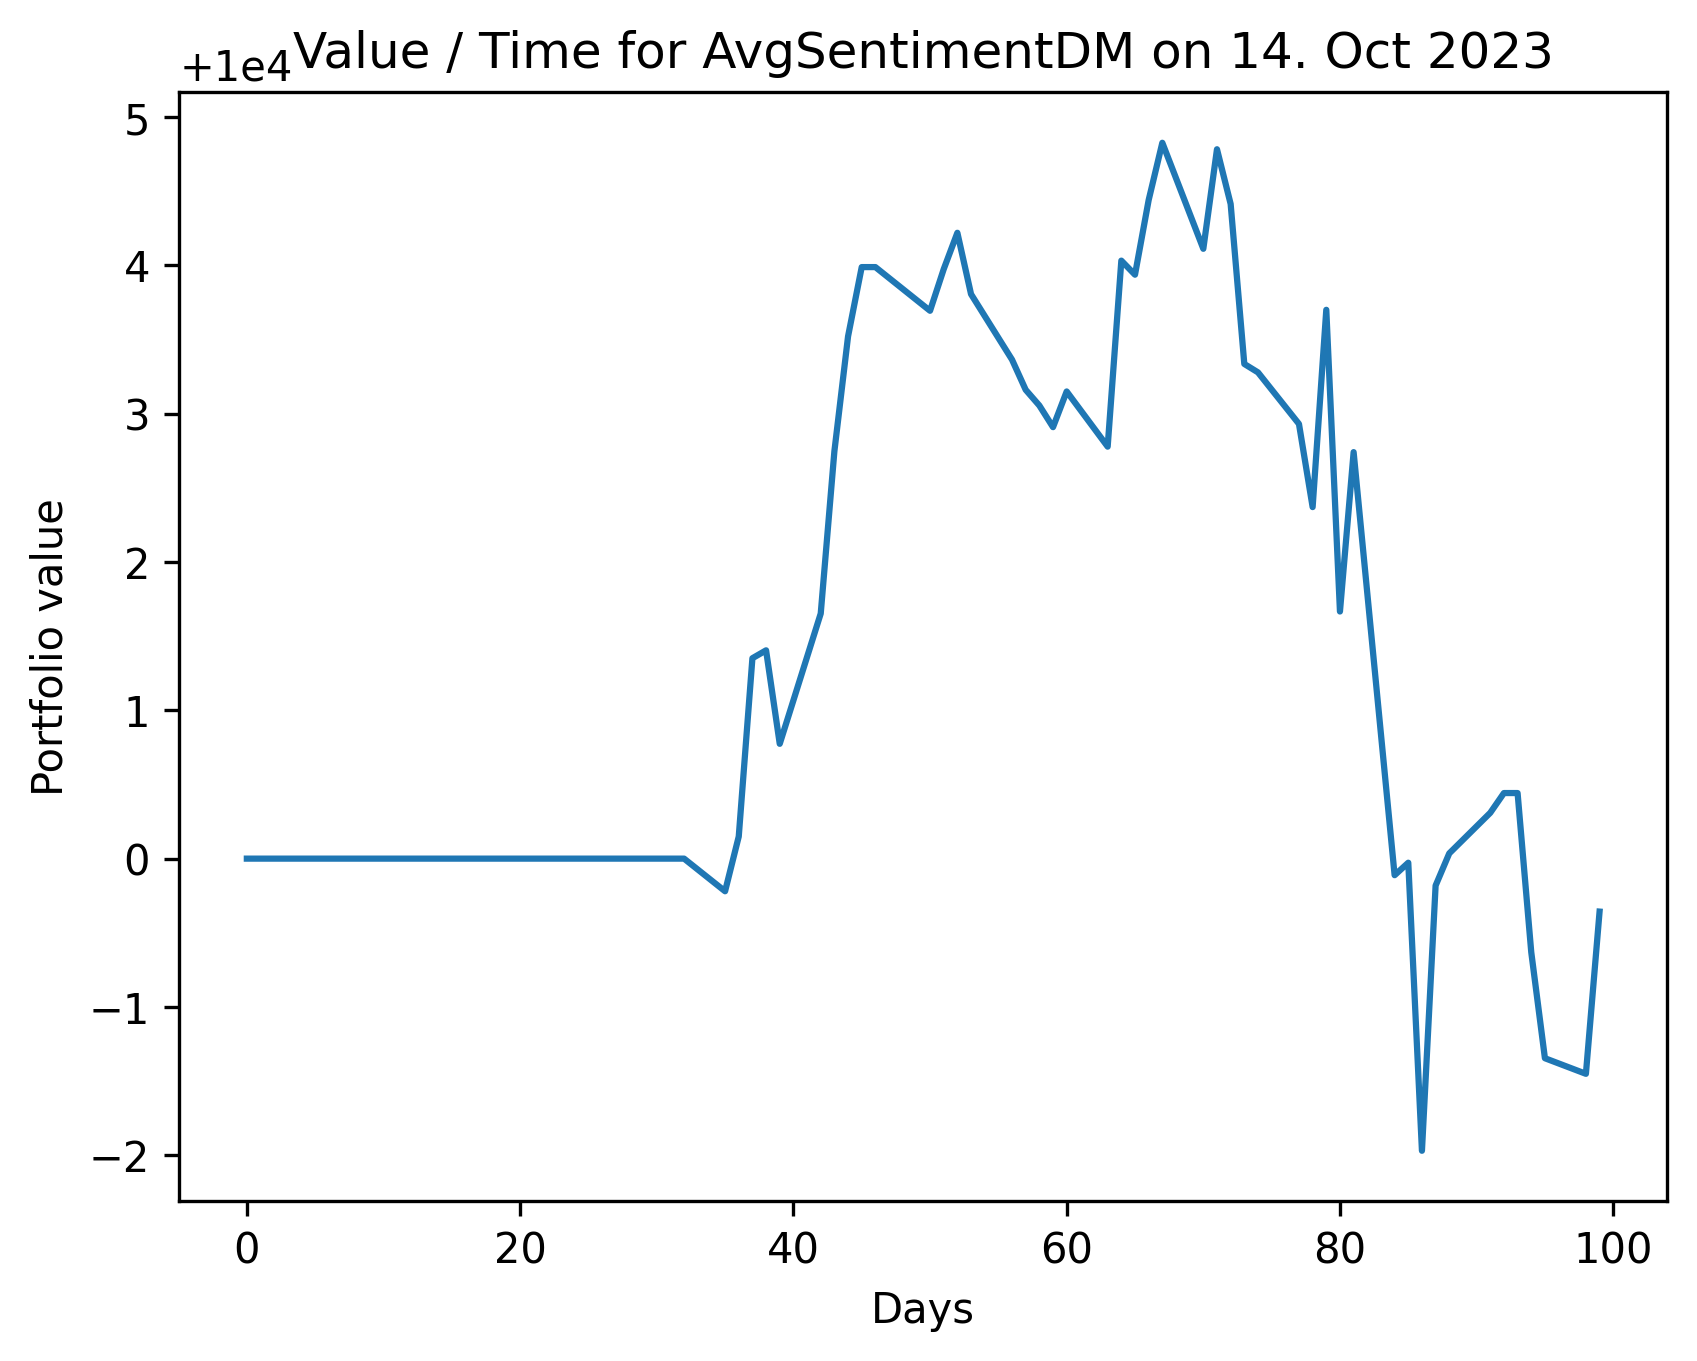 Value / Time for AvgSentimentDM on 14. Oct 2023
+1e4
5
4
3
2
1
0
−1
−2
Portfolio value
0 20 40 60 80 100
Days